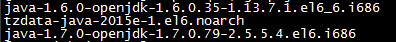 java-1.6.0-openjdk-1.6.0.35-1.13.7.1.el6_6.i686
tzdata-java-2015e-1.el6.noarch
java-1.7.0-openjdk-1.7.0.79-2.5.5.4.el6.i686